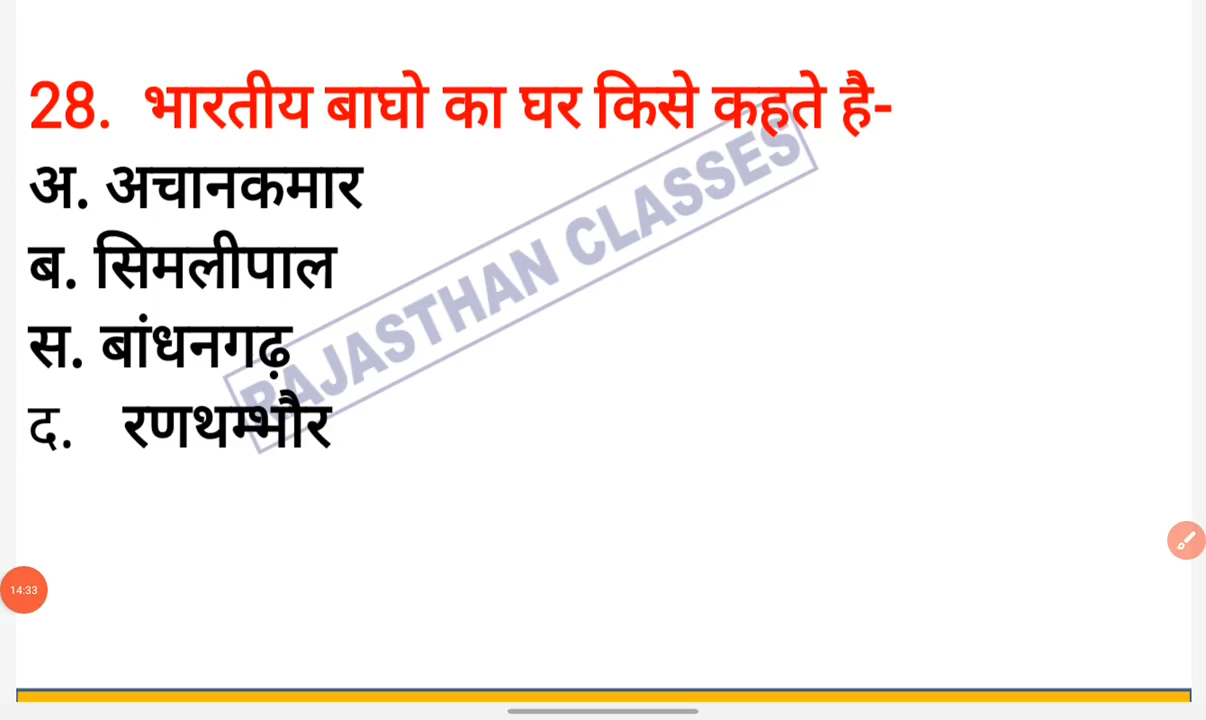 28. भारतीय बाघो का घर किसे कहते है-
अ. अचानकमार
ब. सिमलीपाल
स. बांधनगढ़
द. रणथम्भौर
RAJASTHAN CLASSES
14:33